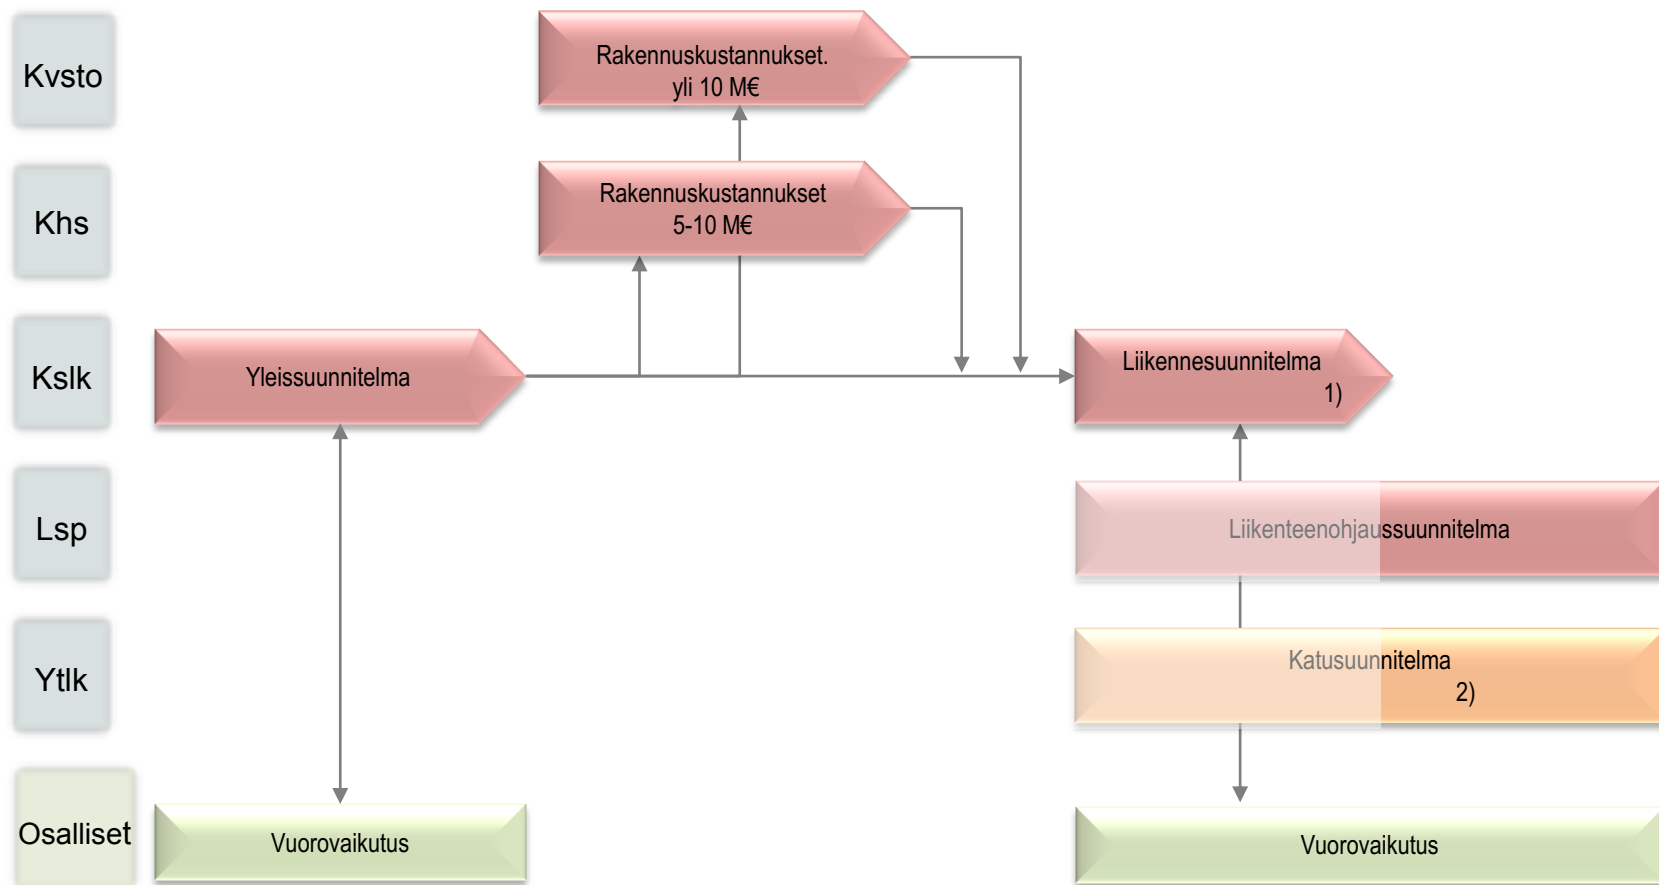 Kvsto
Rakennuskustannukset.
yli 10 M€
Khs
Rakennuskustannukset
5-10 M€
Kslk
Yleissuunnitelma
Liikennesuunnitelma
1)
Lsp
Liikenteenohjaussuunnitelma
Ytlk
Katusuunnitelma
2)
Osalliset
Vuorovaikutus
Vuorovaikutus